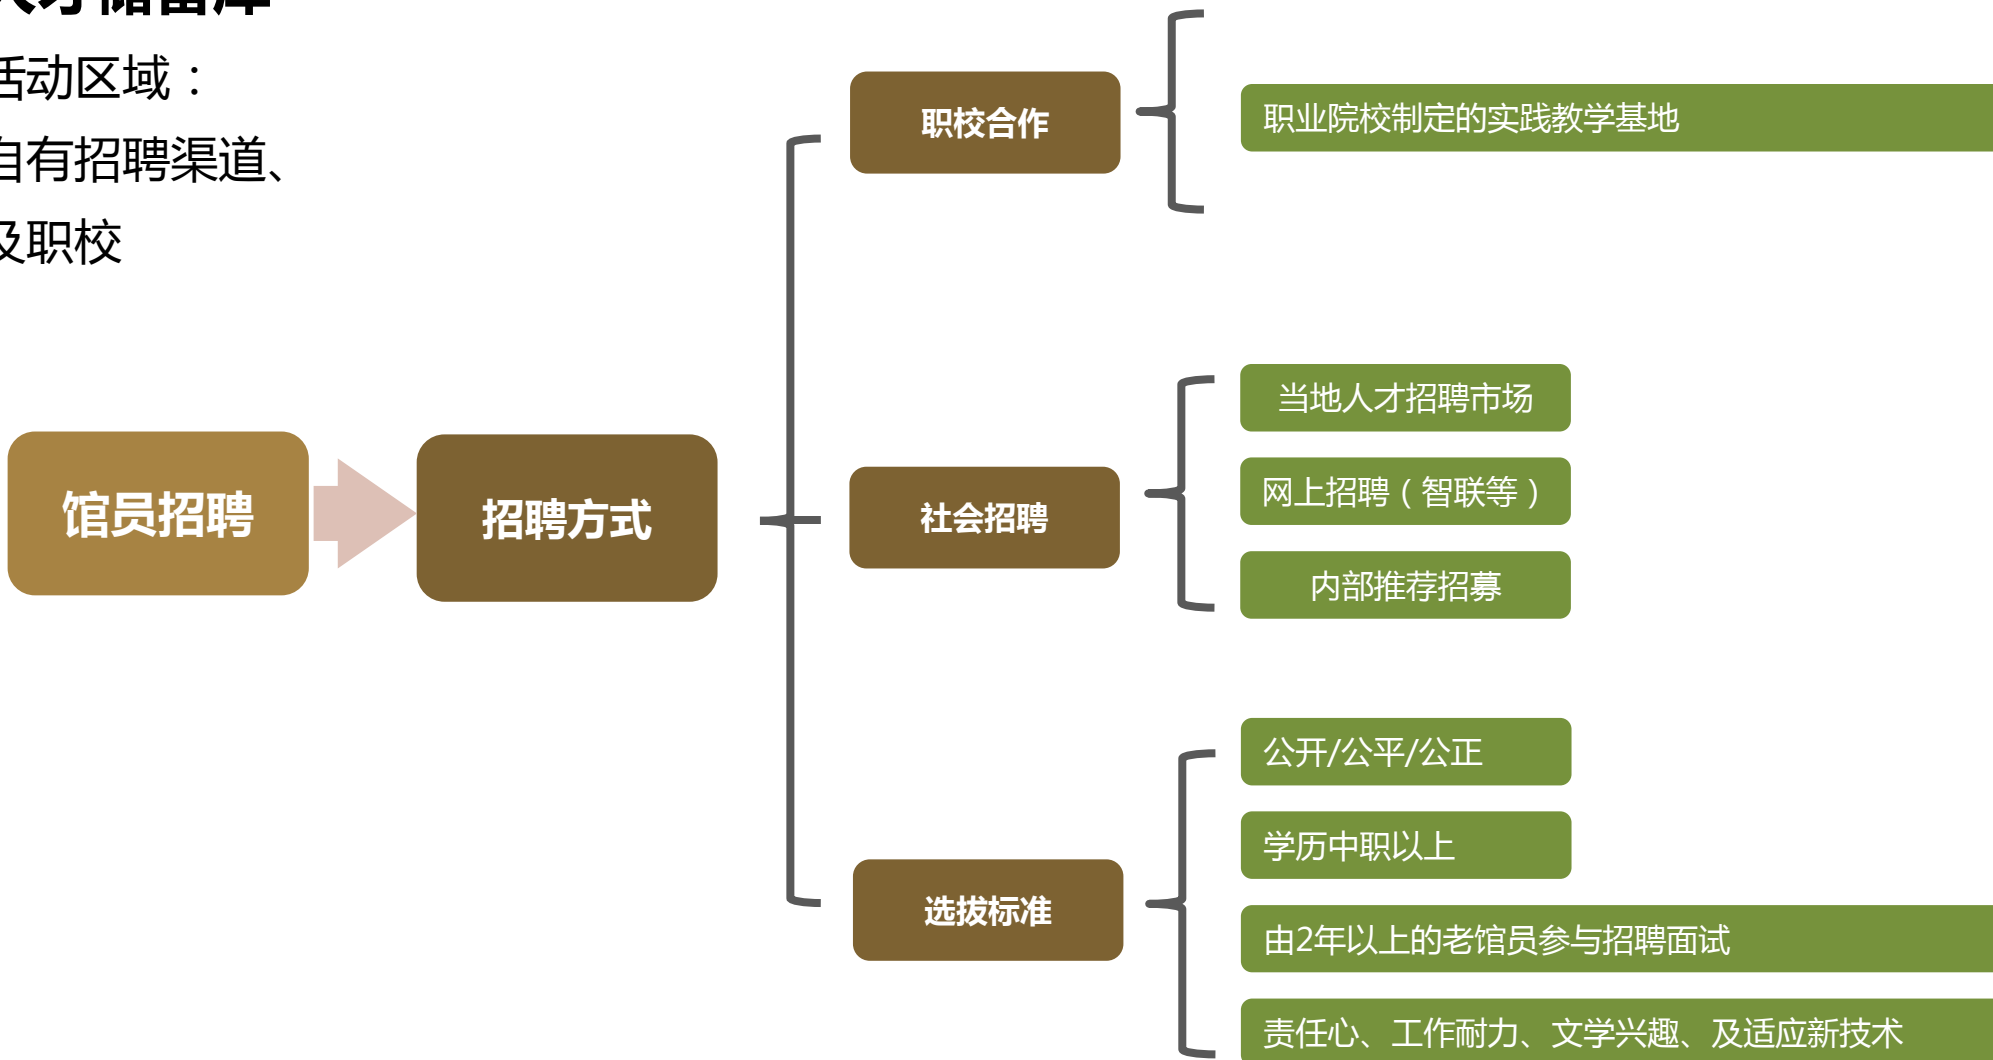 人才储备库
活动区域：
自有招聘渠道、
及职校
职校合作
职业院校制定的实践教学基地
馆员招聘
招聘方式
社会招聘
当地人才招聘市场
网上招聘（智联等）
内部推荐招募
选拔标准
公开/公平/公正
学历中职以上
由2年以上的老馆员参与招聘面试
责任心、工作耐力、文学兴趣、及适应新技术